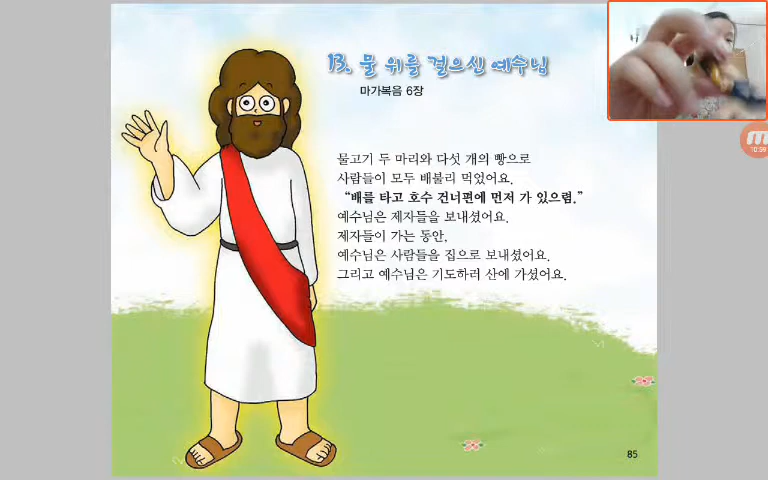 13. 물 위를 걸으신 예수님
마가복음 6장
물고기 두 마리와 다섯 개의 빵으로
사람들이 모두 배불리 먹었어요.
“배를 타고 호수 건너편에 먼저 가 있으렴.”
예수님은 제자들을 보내셨어요.
제자들이 가는 동안,
예수님은 사람들을 집으로 보내셨어요.
그리고 예수님은 기도하러 산에 가셨어요.
85
10:59